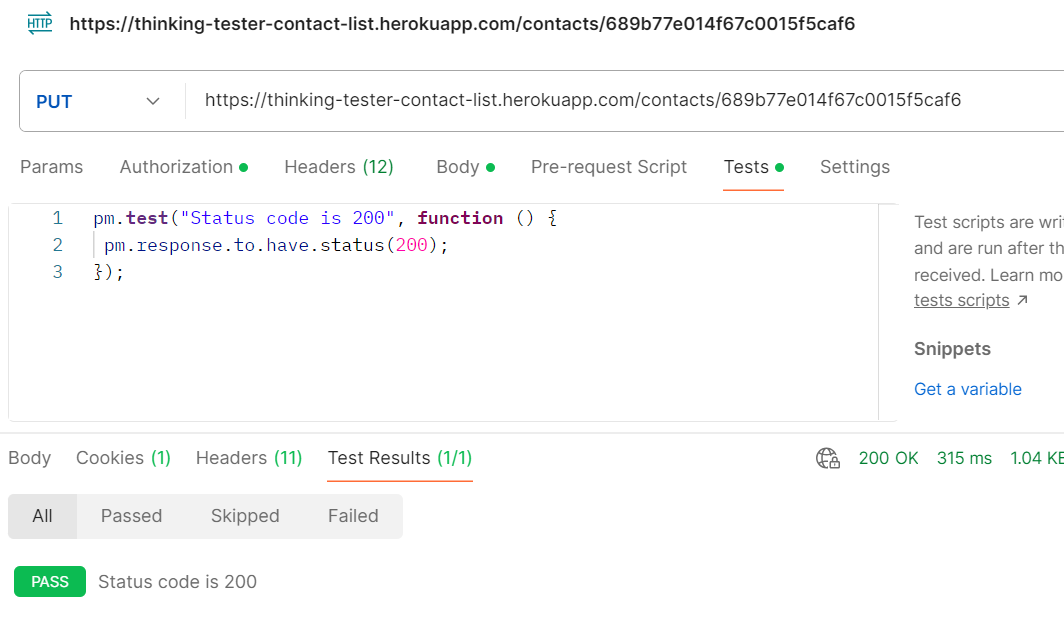 HTTP https://thinking-tester-contact-list.herokuapp.com/contacts/689b77e014f67c0015f5caf6
PUT https://thinking-tester-contact-list.herokuapp.com/contacts/689b77e014f67c0015f5caf6
Params Authorization Headers (12) Body Pre-request Script Tests Settings
1 pm.test("Status code is 200", function () {
2 pm.response.to.have.status(200);
3 });
Test scripts are wri
and are run after th
received. Learn mo
tests scripts ↗
Snippets
Get a variable
Body Cookies (1) Headers (11) Test Results (1/1) 200 OK 315 ms 1.04 KB
All Passed Skipped Failed
PASS Status code is 200